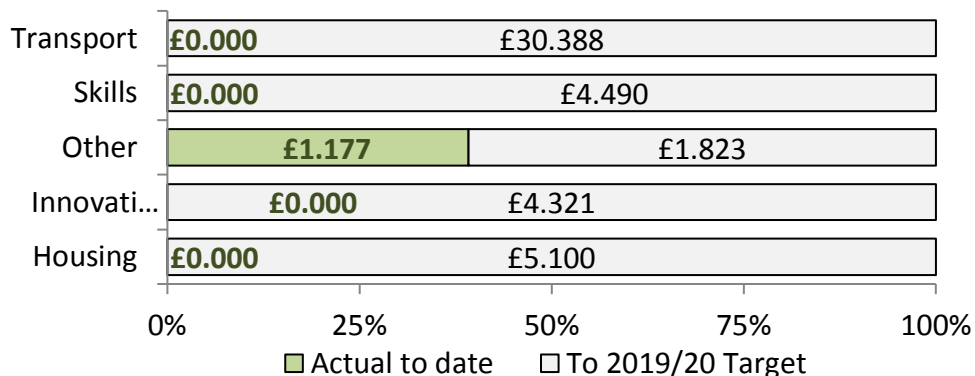 Transport £0.000 £30.388
Skills £0.000 £4.490
Other £1.177 £1.823
Innovati... £0.000 £4.321
Housing £0.000 £5.100
0% 25% 50% 75% 100%
Actual to date To 2019/20 Target